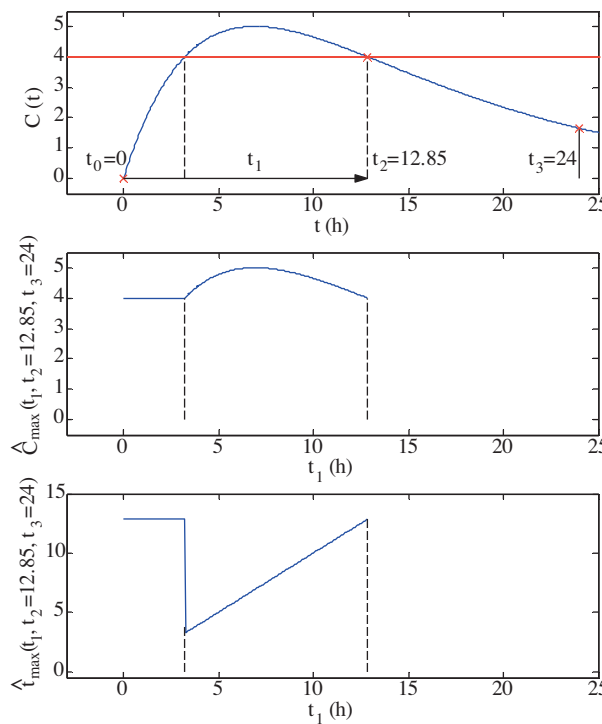 5
4
3
2
1
0
C (t)
t₀=0
t₁
t₂=12.85
t₃=24
0 5 10 15 20 25
t (h)
5
4
3
2
1
0
Ĉmax(t₁, t₂=12.85, t₃=24)
0 5 10 15 20 25
t₁ (h)
15
10
5
0
t̂max(t₁, t₂=12.85, t₃=24)
0 5 10 15 20 25
t₁ (h)